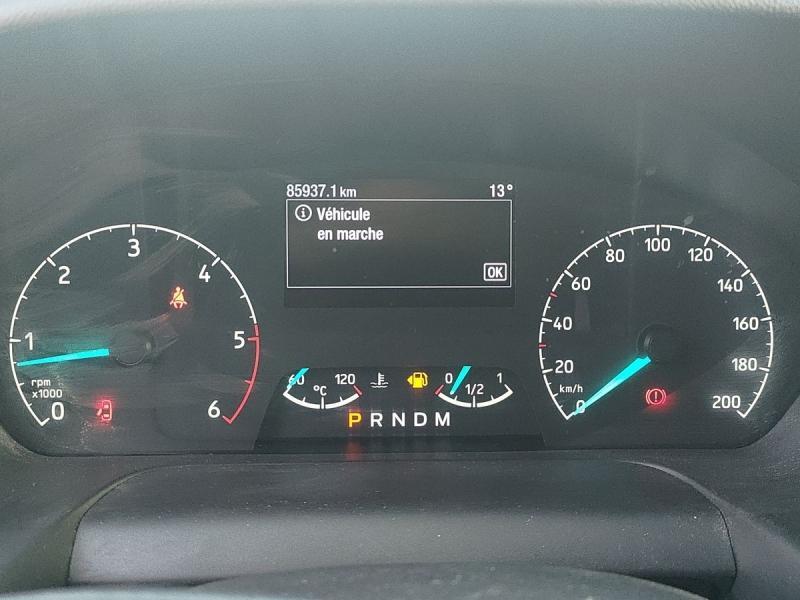 85937.1 km 13°
Véhicule
en marche
OK
0 1 2 3 4 5 6
rpm
x1000
60 120
°C
0 1/2 1
P R N D M
0 20 40 60 80 100 120 140 160 180 200
km/h